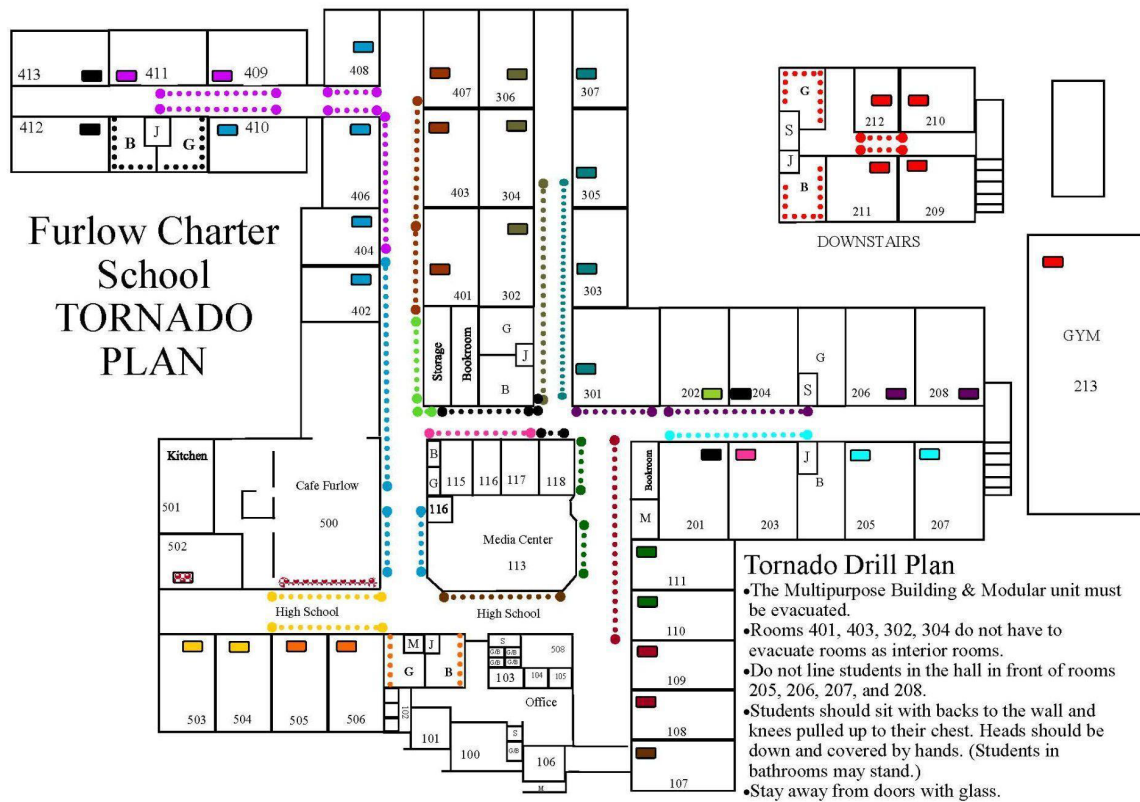 413
411
409
408
407
306
307
412
B
J
G
410
406
403
304
305
404
402
401
302
303
Furlow Charter
School
TORNADO
PLAN
G
S
J
B
212
210
211
209
DOWNSTAIRS
GYM
213
Storage
Bookroom
G
J
B
301
202
204
G
S
206
208
Kitchen
501
502
Cafe Furlow
500
B
G
115
116
117
118
116
Media Center
113
Bookroom
M
201
203
J
B
205
207
High School
High School
111
110
109
108
107
503
504
505
506
M
J
G
B
102
101
100
S
G/B
G/B
G/B
G/B
508
103
104
105
Office
S
G/B
106
M
Tornado Drill Plan
•The Multipurpose Building & Modular unit must
be evacuated.
•Rooms 401, 403, 302, 304 do not have to
evacuate rooms as interior rooms.
•Do not line students in the hall in front of rooms
205, 206, 207, and 208.
•Students should sit with backs to the wall and
knees pulled up to their chest. Heads should be
down and covered by hands. (Students in
bathrooms may stand.)
•Stay away from doors with glass.